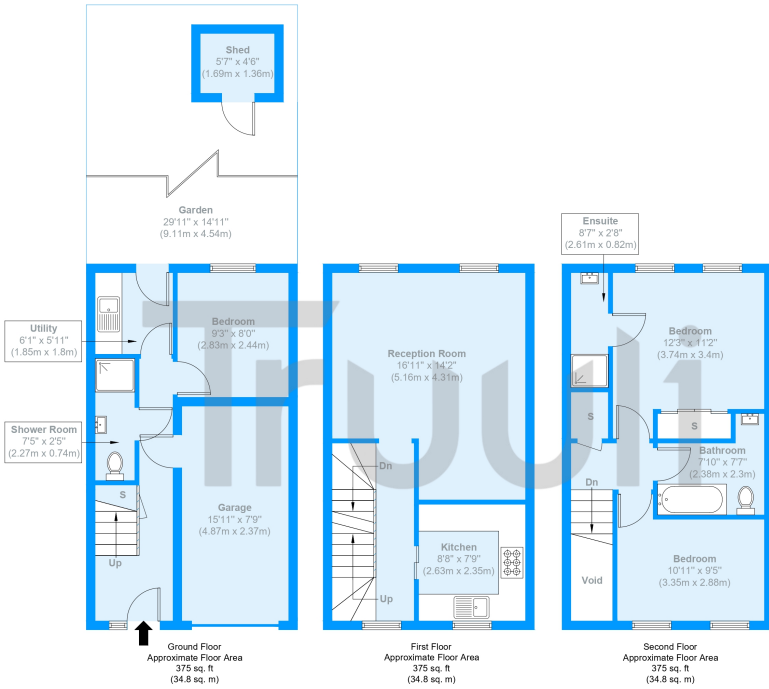 Shed
5'7" x 4'6"
(1.69m x 1.36m)
Garden
29'11" x 14'11"
(9.11m x 4.54m)
Utility
6'1" x 5'11"
(1.85m x 1.8m)
Bedroom
9'3" x 8'0"
(2.83m x 2.44m)
Shower Room
7'5" x 2'5"
(2.27m x 0.74m)
S
Up
Garage
15'11" x 7'9"
(4.87m x 2.37m)
Ground Floor
Approximate Floor Area
375 sq. ft
(34.8 sq. m)
Reception Room
16'11" x 14'2"
(5.16m x 4.31m)
Dn
Up
Kitchen
8'8" x 7'9"
(2.63m x 2.35m)
First Floor
Approximate Floor Area
375 sq. ft
(34.8 sq. m)
Ensuite
8'7" x 2'8"
(2.61m x 0.82m)
Bedroom
12'3" x 11'2"
(3.74m x 3.4m)
S
S
Bathroom
7'10" x 7'7"
(2.38m x 2.3m)
Dn
Void
Bedroom
10'11" x 9'5"
(3.35m x 2.88m)
Second Floor
Approximate Floor Area
375 sq. ft
(34.8 sq. m)
Truuli